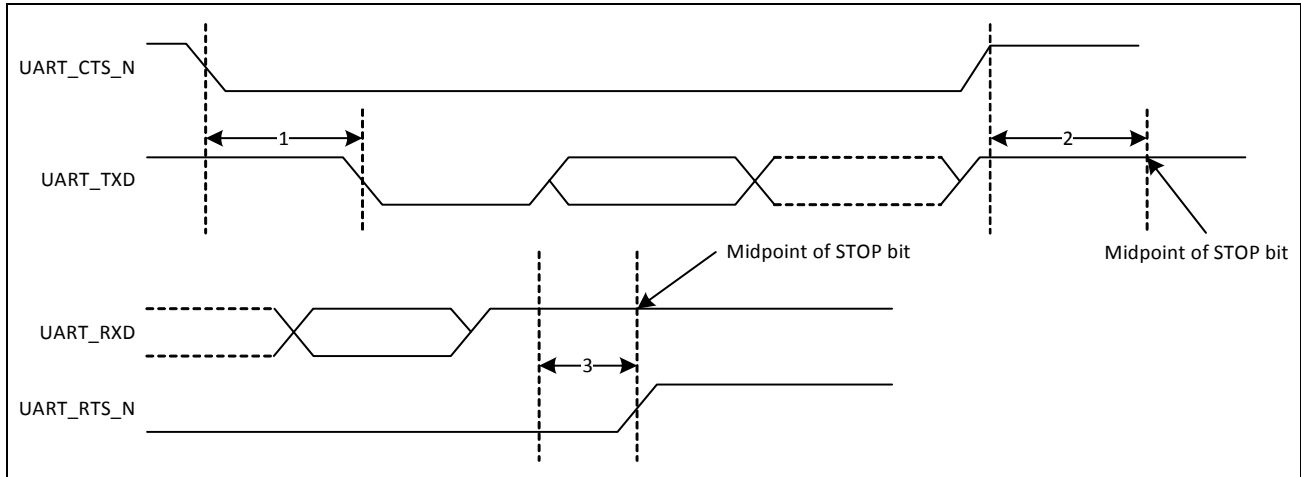 UART_CTS_N
1
2
UART_TXD
Midpoint of STOP bit
Midpoint of STOP bit
UART_RXD
3
UART_RTS_N